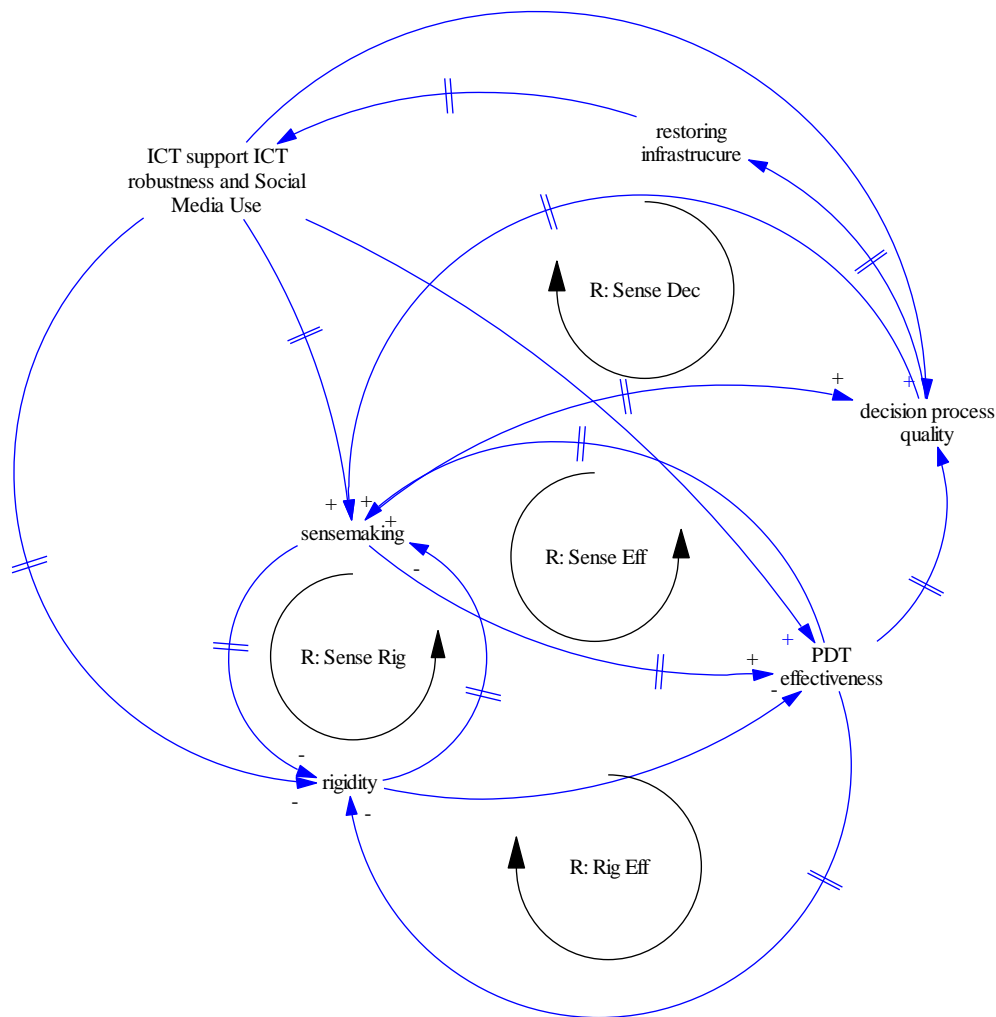 restoring
infrastrucure
ICT support ICT
robustness and Social
Media Use
R: Sense Dec
+
+
decision process
quality
+
+
+
sensemaking
-
R: Sense Eff
R: Sense Rig
+
+
-
PDT
effectiveness
-
-
-
rigidity
R: Rig Eff